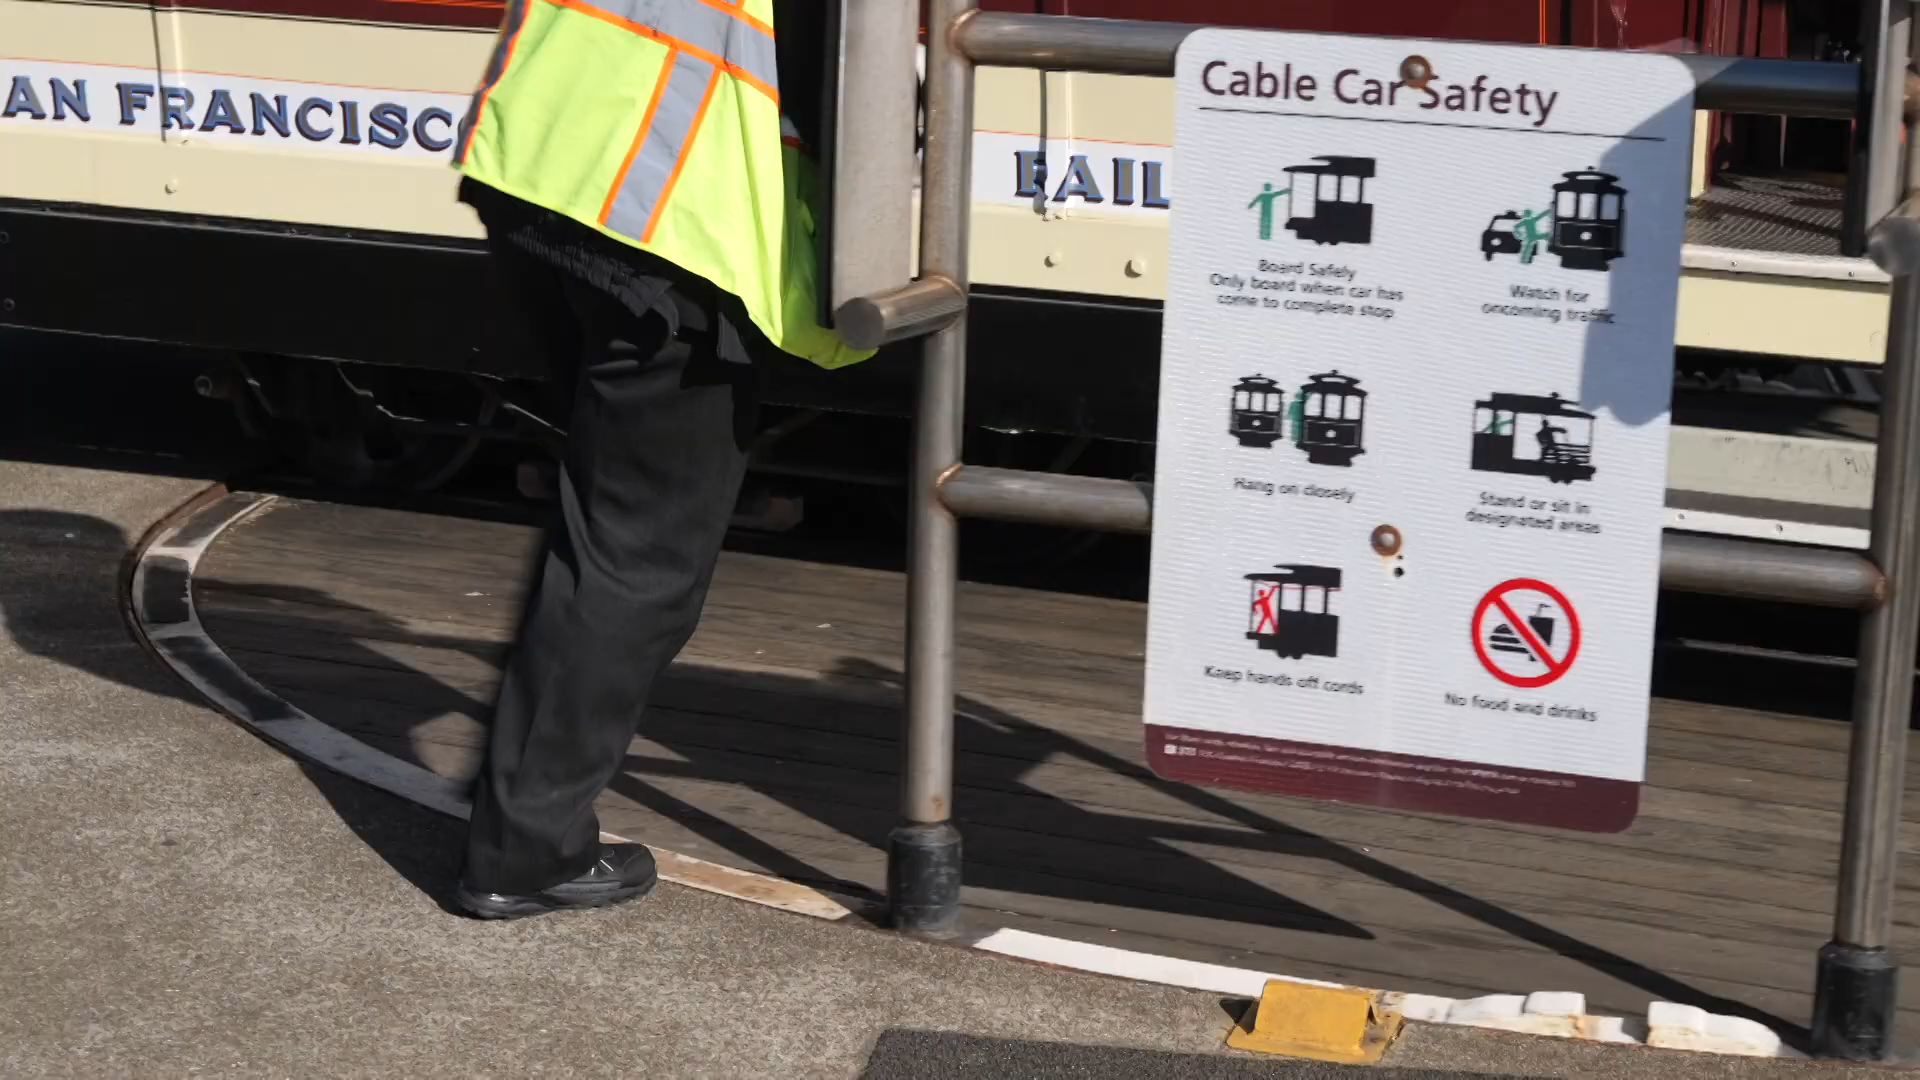 AN FRANCISC
RAIL
Cable Car Safety
Board Safely
Only board when car has
come to complete stop
Watch for
oncoming traffic
Hang on closely
Stand or sit in
designated areas
Keep hands off cords
No food and drinks